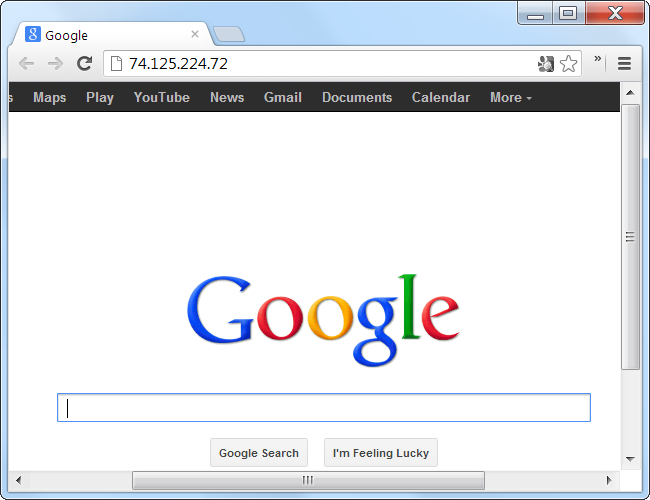 Google
74.125.224.72 »
s Maps Play YouTube News Gmail Documents Calendar More
Google
Google Search I'm Feeling Lucky